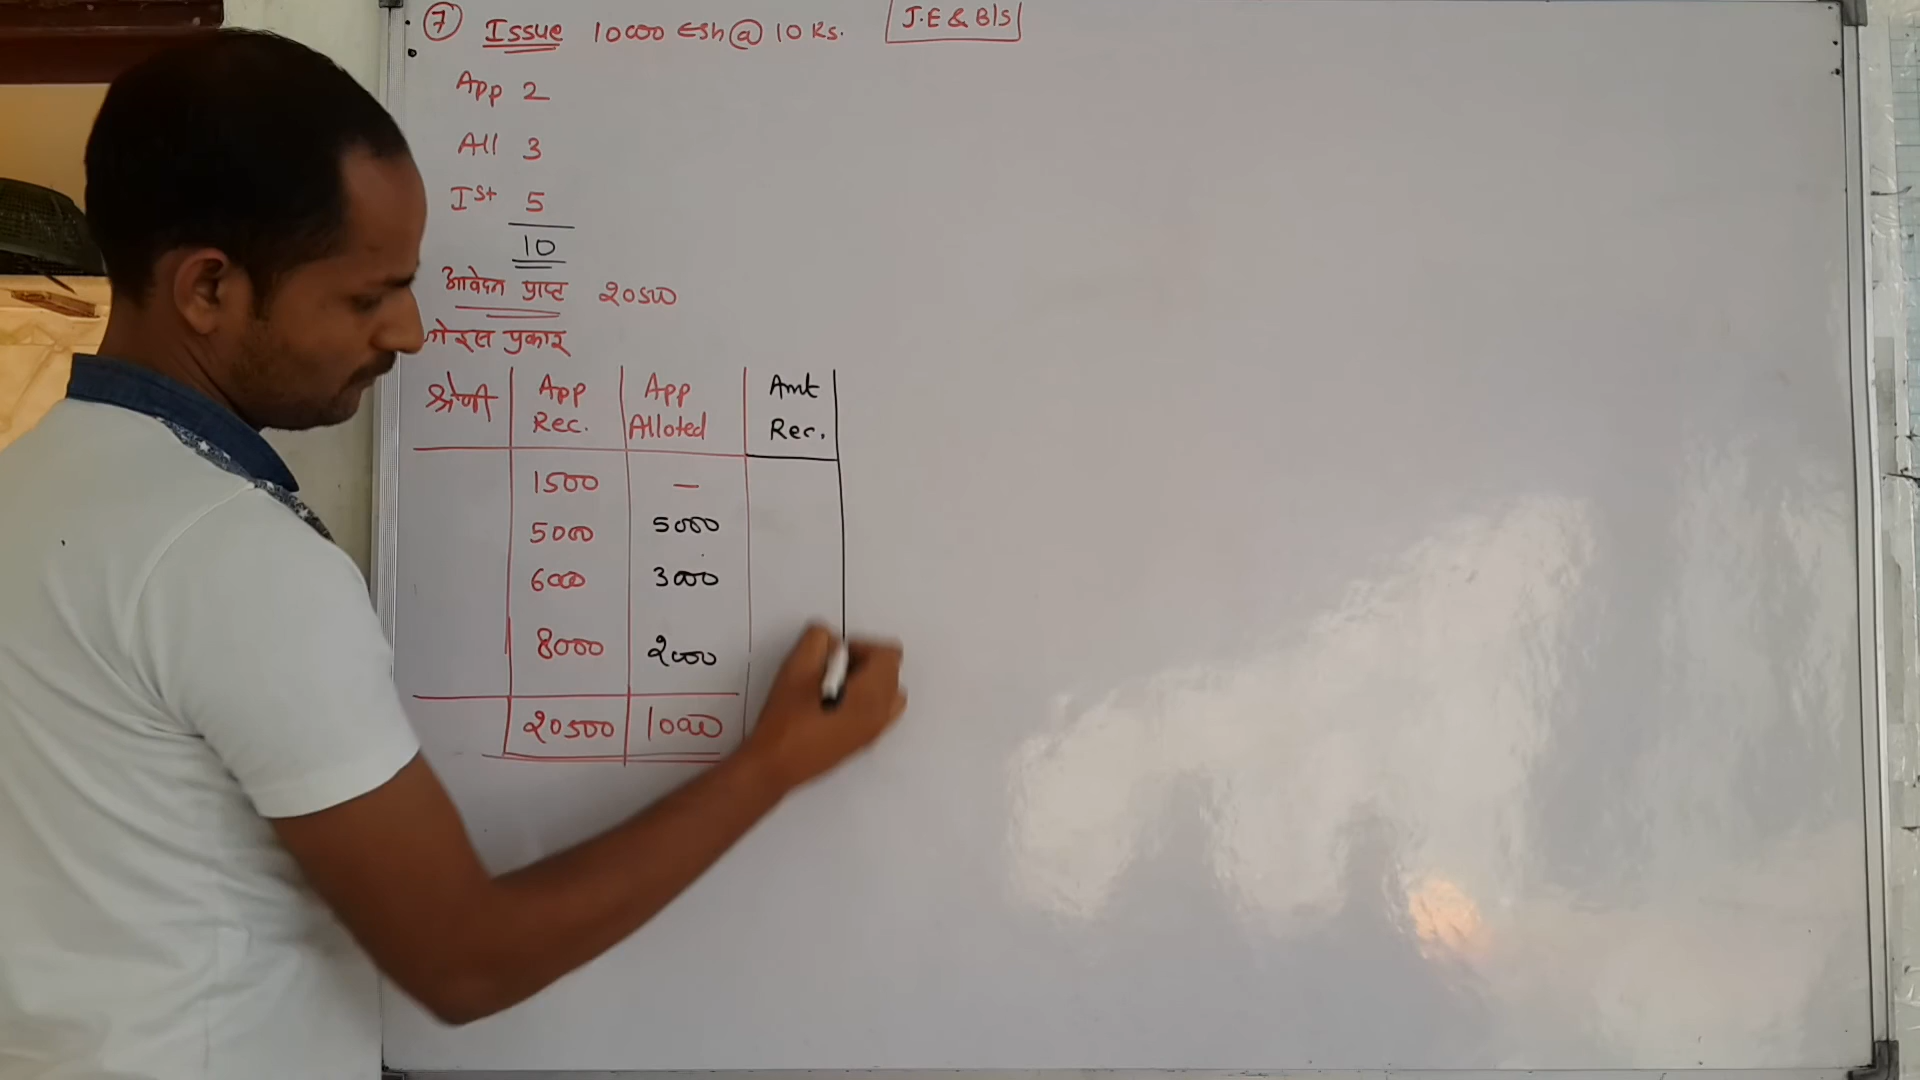 7 Issue 10000 Esh @ 10 Rs. J.E & B/S
App 2
All 3
Ist 5
10
आवेदन प्राप्त 20500
जो इस प्रकार
श्रेणी App Rec. App Alloted Amt Rec.
1500 —
5000 5000
6000 3000
8000 2000
20500 10000